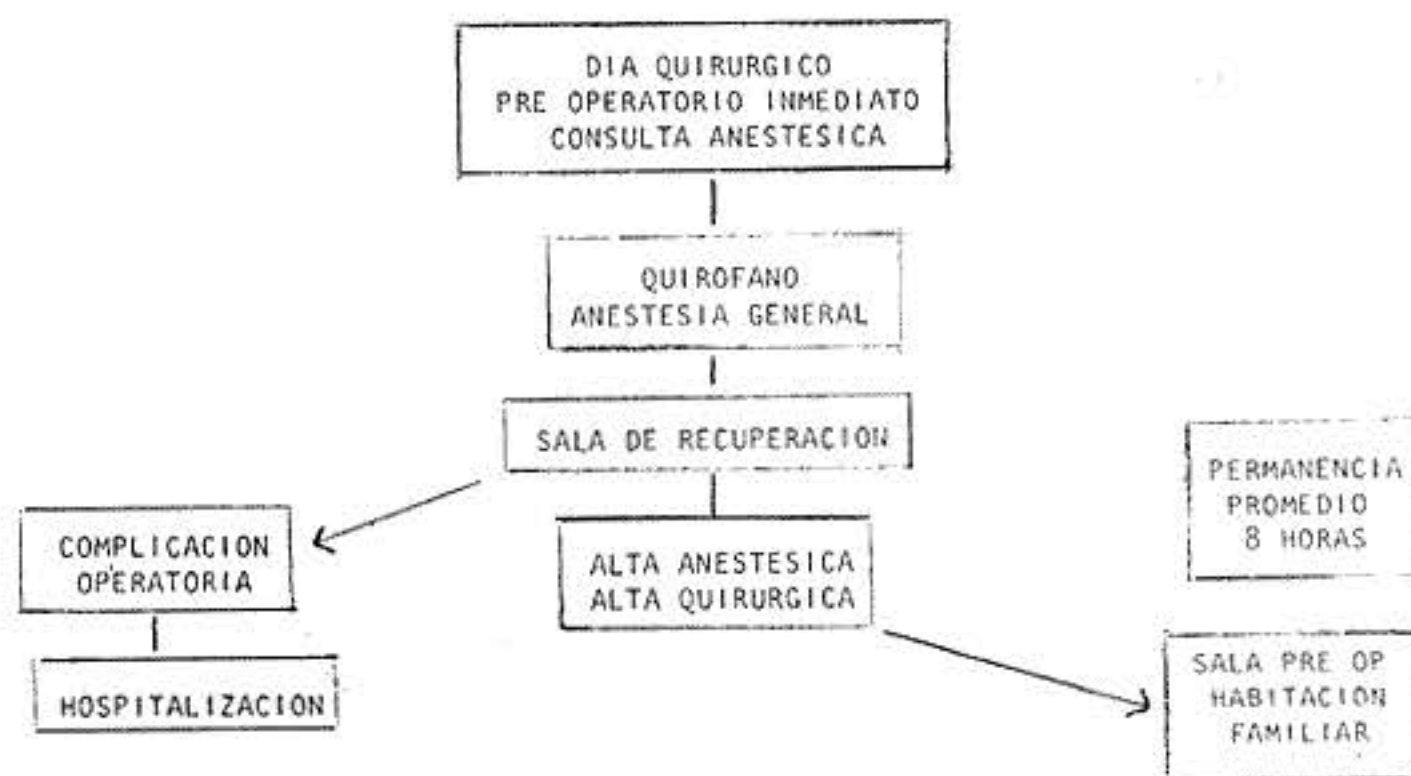 DIA QUIRURGICO
PRE OPERATORIO INMEDIATO
CONSULTA ANESTESICA
QUIROFANO
ANESTESIA GENERAL
SALA DE RECUPERACION
PERMANENCIA
PROMEDIO
8 HORAS
COMPLICACION
OPERATORIA
ALTA ANESTESICA
ALTA QUIRURGICA
HOSPITALIZACION
SALA PRE OP
HABITACION
FAMILIAR